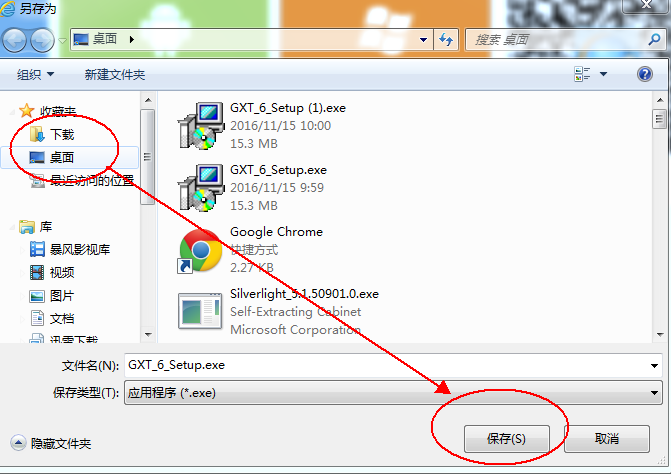 另存为
桌面
搜索 桌面
组织
新建文件夹
收藏夹
下载
桌面
最近访问的位置
库
暴风影视库
视频
图片
文档
迅雷下载
GXT_6_Setup (1).exe
2016/11/15 10:00
15.3 MB
GXT_6_Setup.exe
2016/11/15 9:59
15.3 MB
Google Chrome
快捷方式
2.27 KB
Silverlight_5.1.50901.0.exe
Self-Extracting Cabinet
Microsoft Corporation
文件名(N): GXT_6_Setup.exe
保存类型(T): 应用程序 (*.exe)
隐藏文件夹
保存(S)
取消